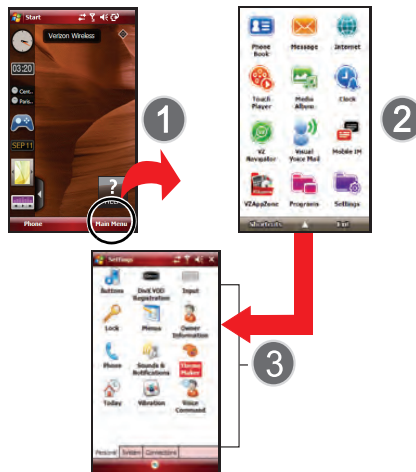 Start
Verizon Wireless
03:20
SEP 11
Phone
Main Menu
1
Phone Book
Message
Internet
Touch Player
Media Album
Clock
VZ Navigator
Visual Voice Mail
Mobile IM
VZAppZone
Programs
Settings
Shortcuts
Exit
2
Settings
Buttons
DivX VOD Registration
Input
Lock
Menus
Owner Information
Phone
Sounds & Notifications
Theme Maker
Today
Vibration
Voice Command
Personal
System
Connections
3